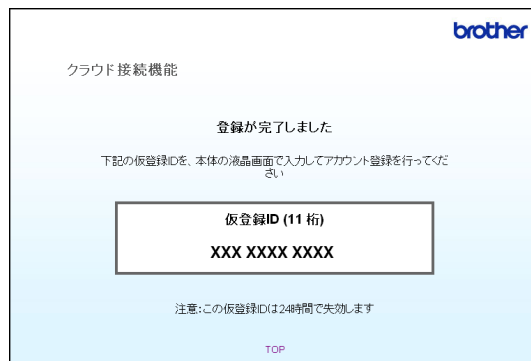 brother
クラウド接続機能
登録が完了しました
下記の仮登録IDを、本体の液晶画面で入力してアカウント登録を行ってくだ
さい
仮登録ID (11 桁)
XXX XXXX XXXX
注意:この仮登録IDは24時間で失効します
TOP